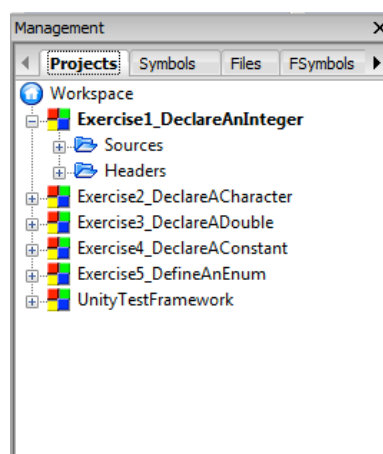 Management
Projects Symbols Files FSymbols
Workspace
Exercise1_DeclareAnInteger
Sources
Headers
Exercise2_DeclareACharacter
Exercise3_DeclareADouble
Exercise4_DeclareAConstant
Exercise5_DefineAnEnum
UnityTestFramework